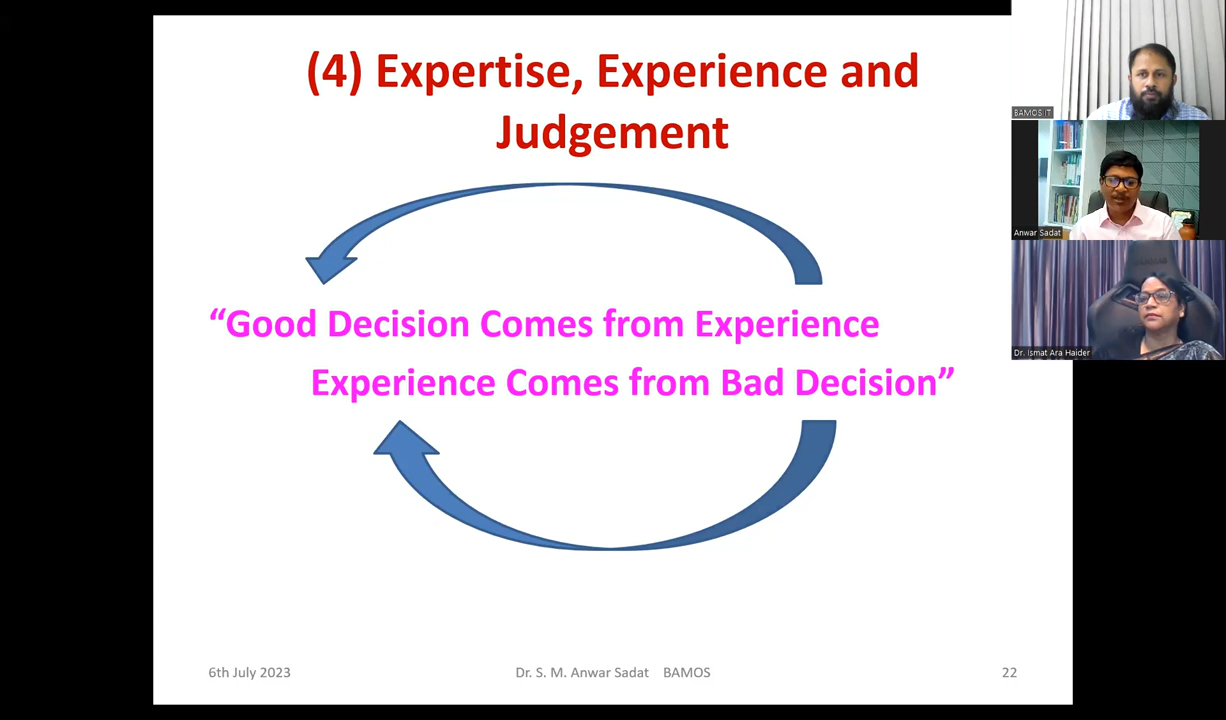 (4) Expertise, Experience and
Judgement
“Good Decision Comes from Experience
Experience Comes from Bad Decision”
6th July 2023
Dr. S. M. Anwar Sadat BAMOS
22
BAMOS IT
Anwar Sadat
Dr. Ismat Ara Haider